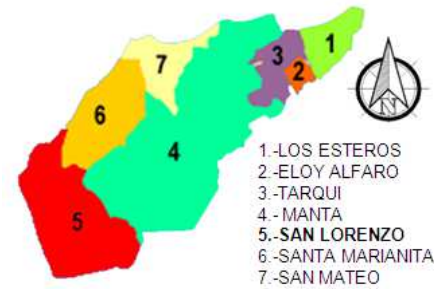 1
3
2
7
6
4
5
N
1.-LOS ESTEROS
2.-ELOY ALFARO
3.-TARQUI
4.- MANTA
5.-SAN LORENZO
6.-SANTA MARIANITA
7.-SAN MATEO